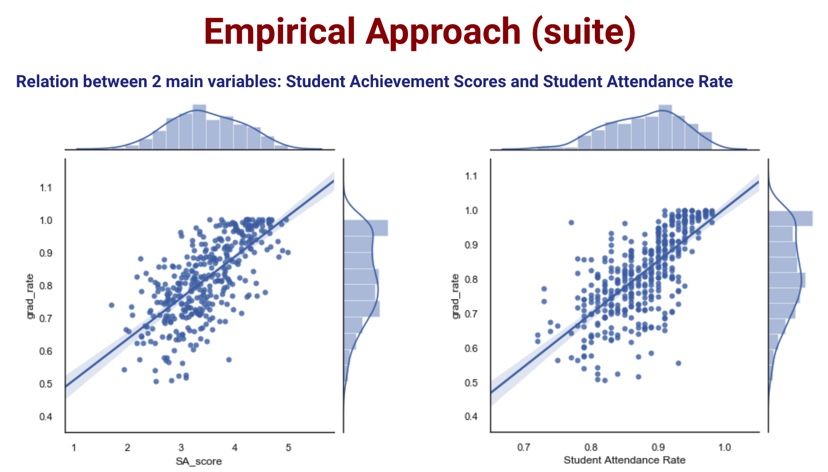 Empirical Approach (suite)
Relation between 2 main variables: Student Achievement Scores and Student Attendance Rate
1.1
1.0
0.9
0.8
0.7
0.6
0.5
0.4
grad_rate
1 2 3 4 5
SA_score
1.1
1.0
0.9
0.8
0.7
0.6
0.5
0.4
grad_rate
0.7 0.8 0.9 1.0
Student Attendance Rate